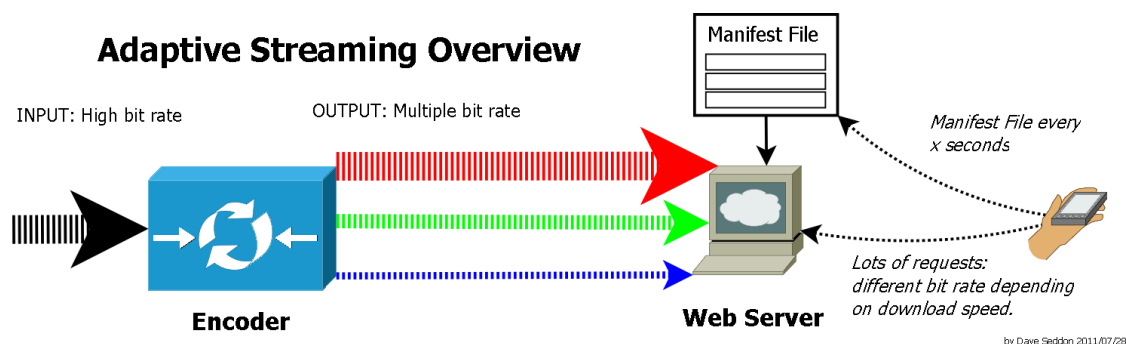 Adaptive Streaming Overview
Manifest File
INPUT: High bit rate
OUTPUT: Multiple bit rate
Manifest File every
x seconds
Lots of requests:
different bit rate depending
on download speed.
Encoder
Web Server
by Dave Seddon 2011/07/28